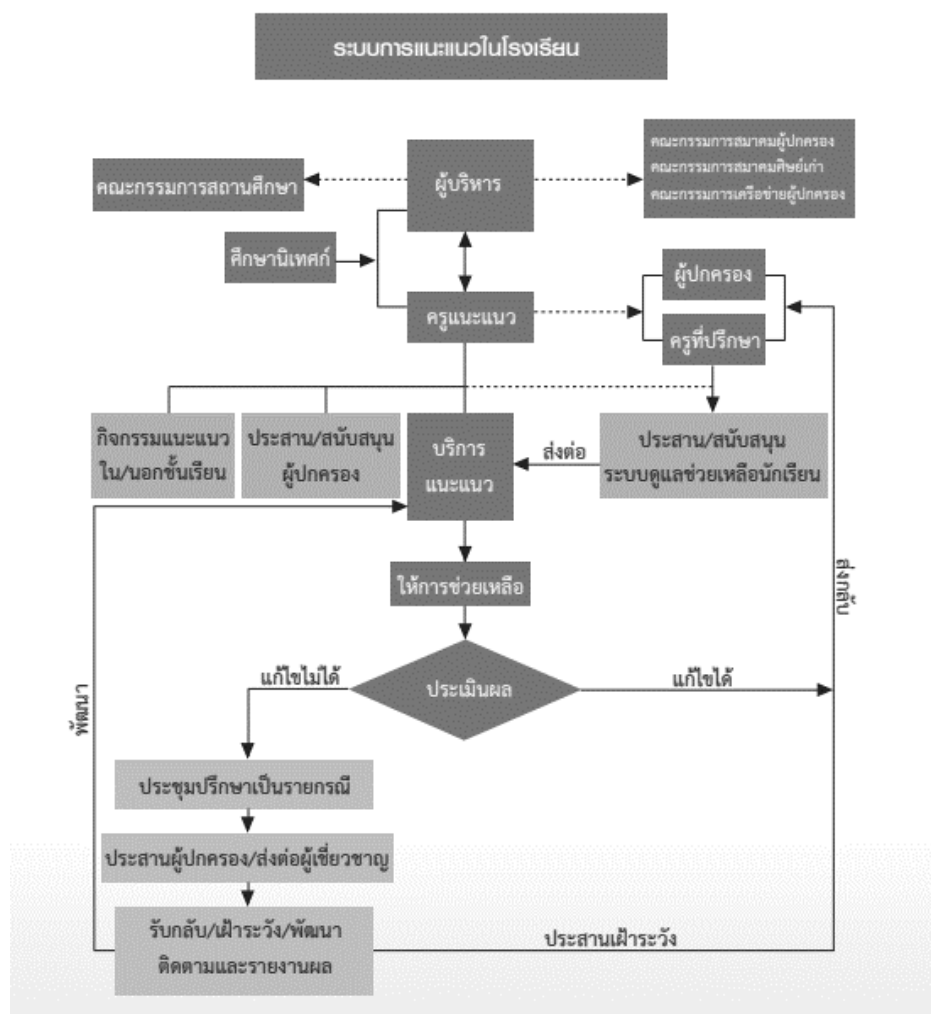 ระบบการแนะแนวในโรงเรียน
คณะกรรมการสมาคมผู้ปกครอง
คณะกรรมการสมาคมศิษย์เก่า
คณะกรรมการเครือข่ายผู้ปกครอง
คณะกรรมการสถานศึกษา
ผู้บริหาร
ศึกษานิเทศก์
ผู้ปกครอง
ครูแนะแนว
ครูที่ปรึกษา
กิจกรรมแนะแนว
ใน/นอกชั้นเรียน
ประสาน/สนับสนุน
ผู้ปกครอง
บริการ
แนะแนว
ส่งต่อ
ประสาน/สนับสนุน
ระบบดูแลช่วยเหลือนักเรียน
ให้การช่วยเหลือ
ส่งกลับ
แก้ไขไม่ได้
ประเมินผล
แก้ไขได้
พัฒนา
ประชุมปรึกษาเป็นรายกรณี
ประสานผู้ปกครอง/ส่งต่อผู้เชี่ยวชาญ
รับกลับ/เฝ้าระวัง/พัฒนา
ติดตามและรายงานผล
ประสานเฝ้าระวัง